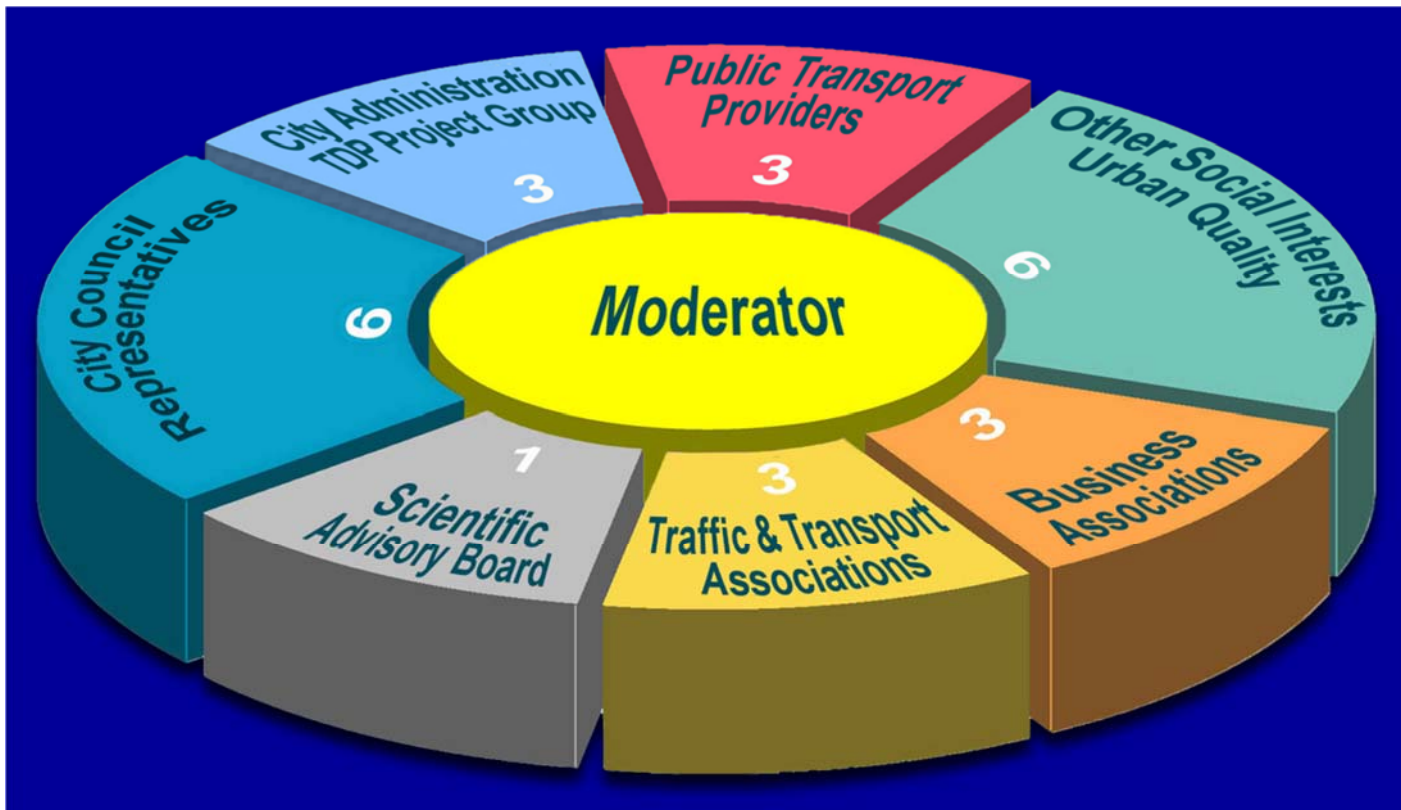 City Administration
TDP Project Group
3
Public Transport
Providers
3
Other Social Interests
Urban Quality
6
Business
Associations
3
Traffic & Transport
Associations
3
Scientific
Advisory Board
1
City Council
Representatives
6
Moderator